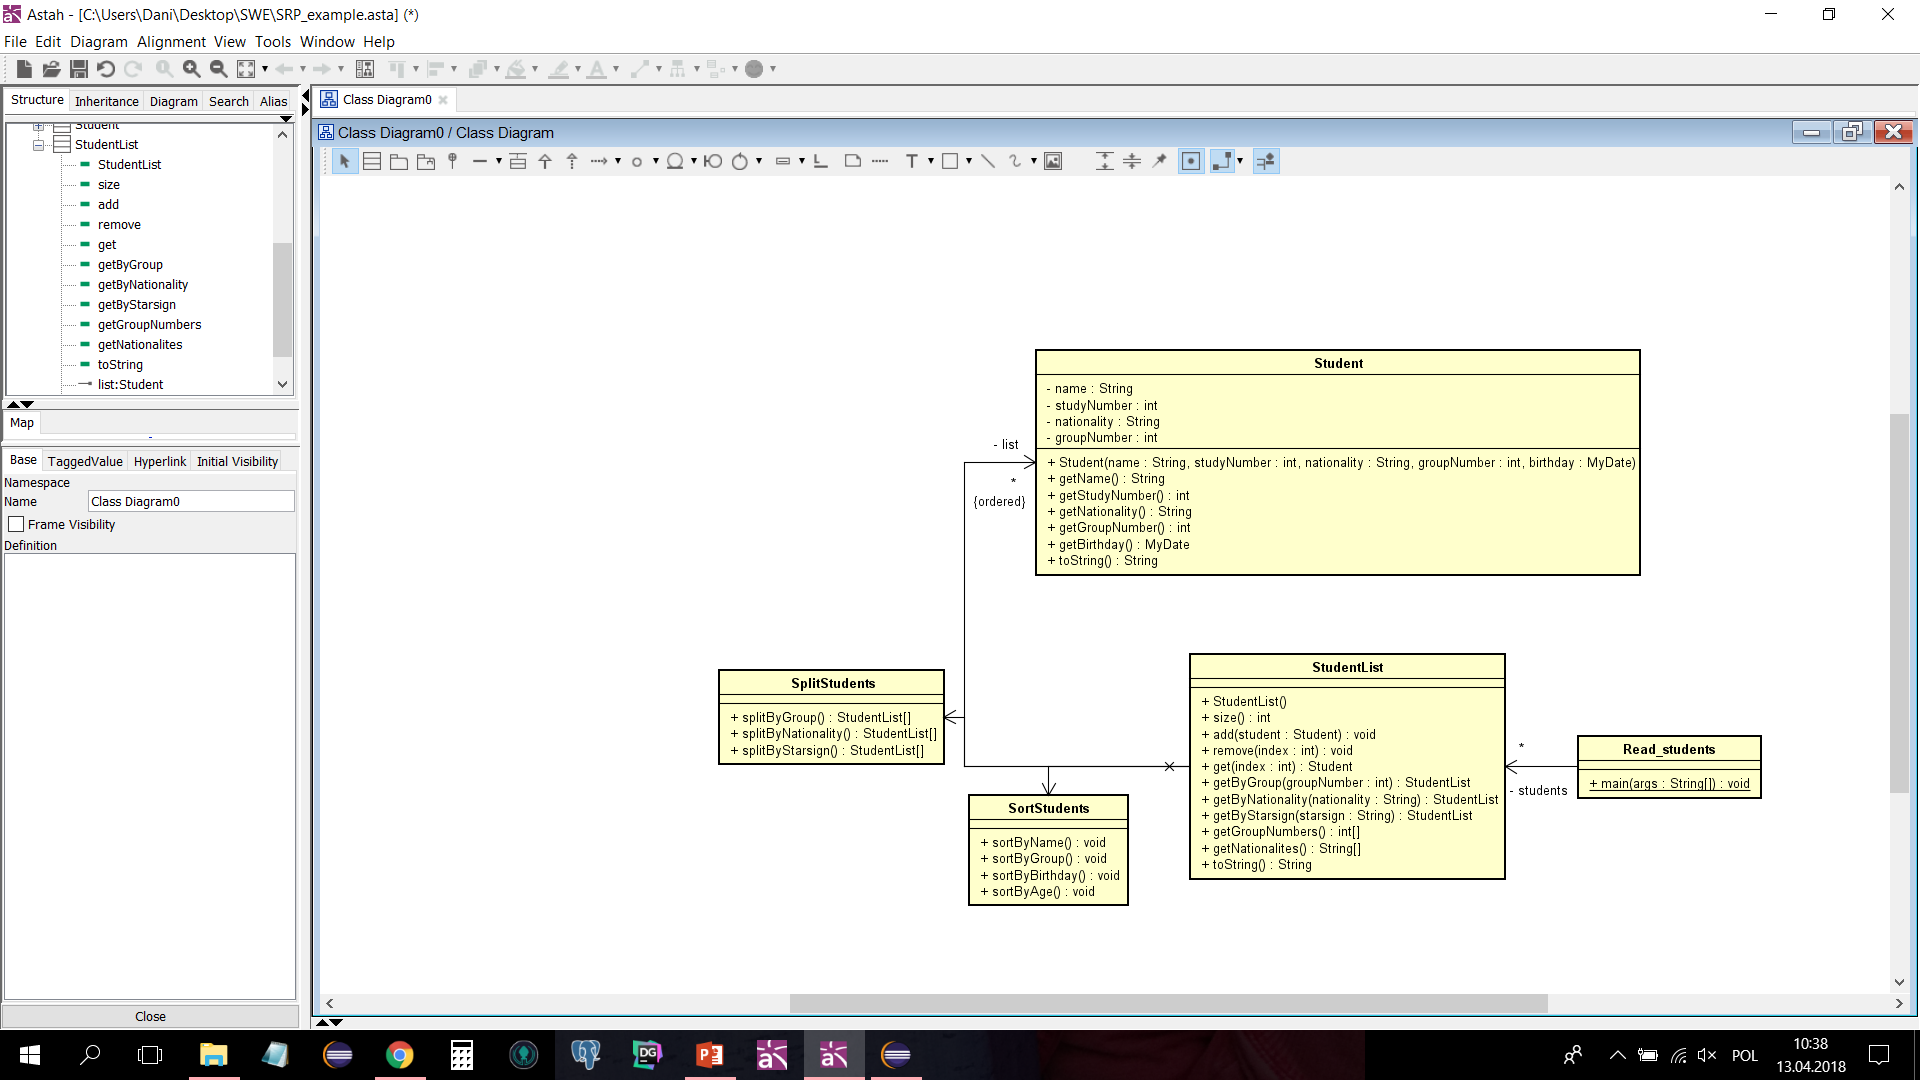 Astah - [C:\Users\Dani\Desktop\SWE\SRP_example.asta] (*)
File Edit Diagram Alignment View Tools Window Help
Structure Inheritance Diagram Search Alias
Student
StudentList
StudentList
size
add
remove
get
getByGroup
getByNationality
getByStarsign
getGroupNumbers
getNationalites
toString
list:Student
Map
Base TaggedValue Hyperlink Initial Visibility
Namespace
Name Class Diagram0
Frame Visibility
Definition
Close
Class Diagram0
Class Diagram0 / Class Diagram
Student
- name : String
- studyNumber : int
- nationality : String
- groupNumber : int
+ Student(name : String, studyNumber : int, nationality : String, groupNumber : int, birthday : MyDate)
+ getName() : String
+ getStudyNumber() : int
+ getNationality() : String
+ getGroupNumber() : int
+ getBirthday() : MyDate
+ toString() : String
- list
*
{ordered}
SplitStudents
+ splitByGroup() : StudentList[]
+ splitByNationality() : StudentList[]
+ splitByStarsign() : StudentList[]
SortStudents
+ sortByName() : void
+ sortByGroup() : void
+ sortByBirthday() : void
+ sortByAge() : void
StudentList
+ StudentList()
+ size() : int
+ add(student : Student) : void
+ remove(index : int) : void
+ get(index : int) : Student
+ getByGroup(groupNumber : int) : StudentList
+ getByNationality(nationality : String) : StudentList
+ getByStarsign(starsign : String) : StudentList
+ getGroupNumbers() : int[]
+ getNationalites() : String[]
+ toString() : String
*
- students
Read_students
+ main(args : String[]) : void
DG
P
POL
10:38
13.04.2018